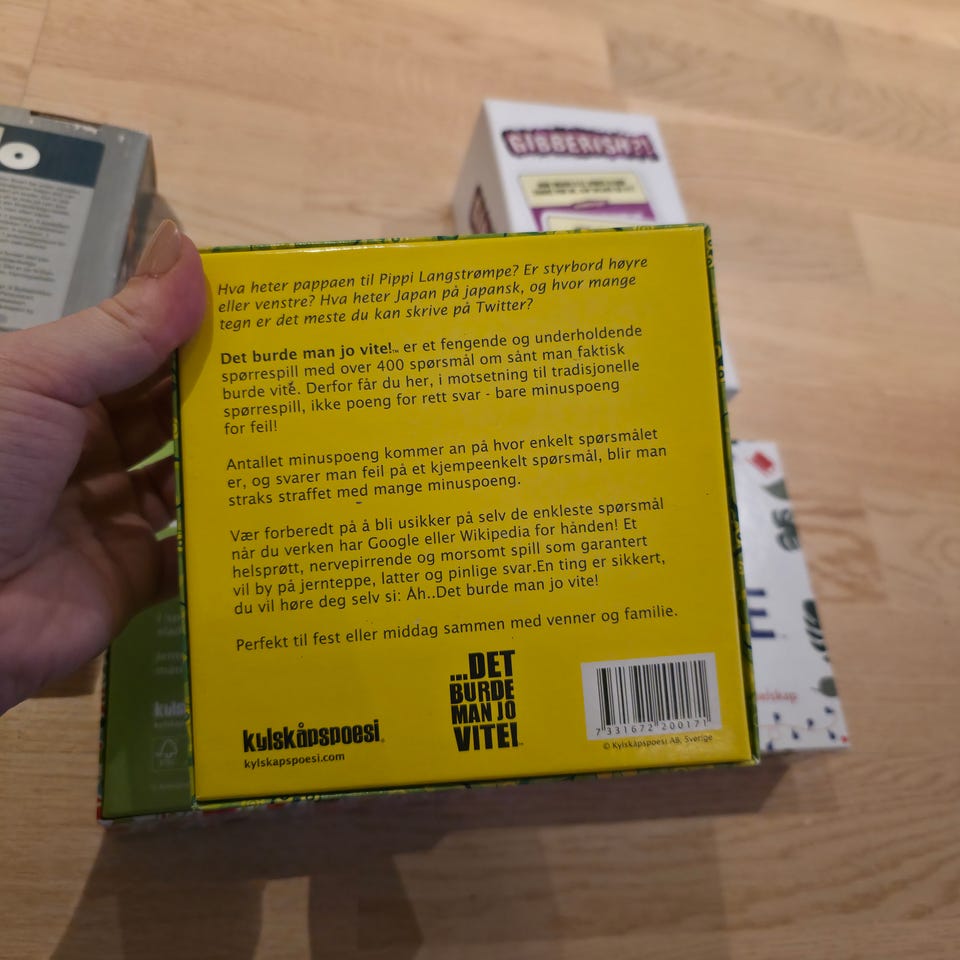 lo
GIBBERISH?!
Hva heter pappaen til Pippi Langstrømpe? Er styrbord høyre
eller venstre? Hva heter Japan på japansk, og hvor mange
tegn er det meste du kan skrive på Twitter?
Det burde man jo vite!™ er et fengende og underholdende
spørrespill med over 400 spørsmål om sånt man faktisk
burde vite. Derfor får du her, i motsetning til tradisjonelle
spørrespill, ikke poeng for rett svar - bare minuspoeng
for feil!
Antallet minuspoeng kommer an på hvor enkelt spørsmålet
er, og svarer man feil på et kjempeenkelt spørsmål, blir man
straks straffet med mange minuspoeng.
Vær forberedt på å bli usikker på selv de enkleste spørsmål
når du verken har Google eller Wikipedia for hånden! Et
helsprøtt, nervepirrende og morsomt spill som garantert
vil by på jernteppe, latter og pinlige svar.En ting er sikkert,
du vil høre deg selv si: Åh..Det burde man jo vite!
Perfekt til fest eller middag sammen med venner og familie.
kylskåpspoesi®
kylskapspoesi.com
...DET
BURDE
MAN JO
VITE!™
7 331672 200171
© Kylskåpspoesi AB, Sverige